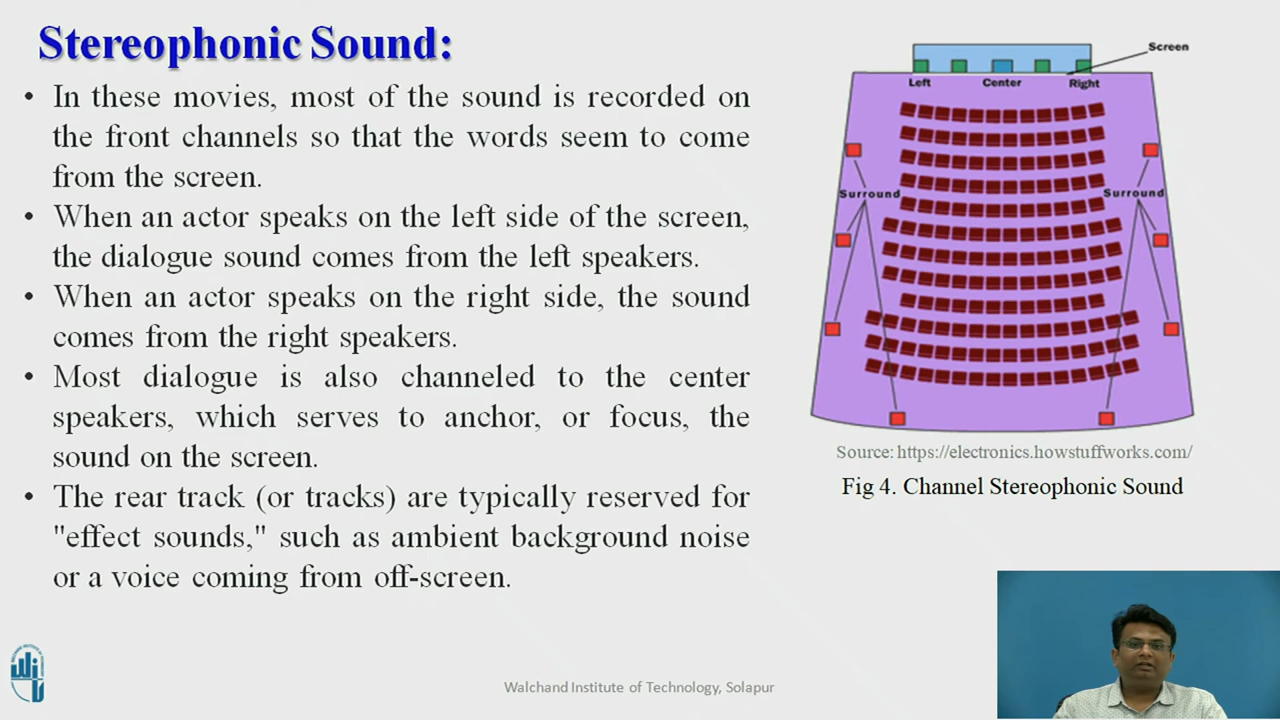 Stereophonic Sound:
• In these movies, most of the sound is recorded on
the front channels so that the words seem to come
from the screen.
• When an actor speaks on the left side of the screen,
the dialogue sound comes from the left speakers.
• When an actor speaks on the right side, the sound
comes from the right speakers.
• Most dialogue is also channeled to the center
speakers, which serves to anchor, or focus, the
sound on the screen.
• The rear track (or tracks) are typically reserved for
"effect sounds," such as ambient background noise
or a voice coming from off-screen.
Screen
Left Center Right
Surround Surround
Source: https://electronics.howstuffworks.com/
Fig 4. Channel Stereophonic Sound
Walchand Institute of Technology, Solapur